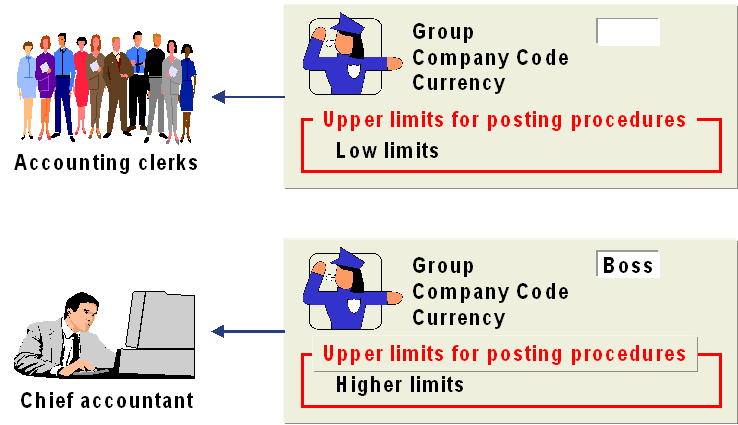 Group
Company Code
Currency
Upper limits for posting procedures
Low limits
Accounting clerks
Group Boss
Company Code
Currency
Upper limits for posting procedures
Higher limits
Chief accountant